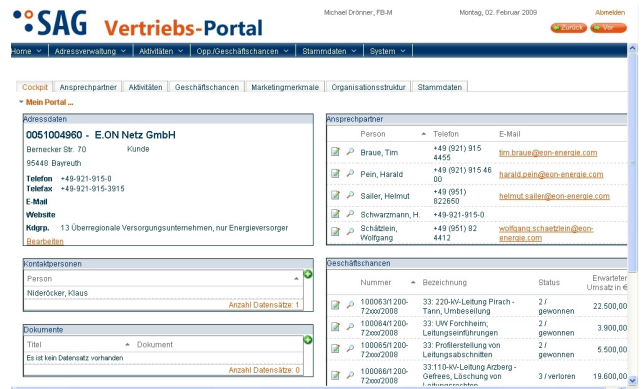 SAG Vertriebs-Portal
Michael Drönner, FB-M
Montag, 02. Februar 2009
Abmelden
Zurück Vor
Home Adressverwaltung Aktivitäten Opp./Geschäftschancen Stammdaten System
Cockpit Ansprechpartner Aktivitäten Geschäftschancen Marketingmerkmale Organisationsstruktur Stammdaten
Mein Portal ...
Adressdaten
0051004960 - E.ON Netz GmbH
Bernecker Str. 70 Kunde
95448 Bayreuth
Telefon +49-921-915-0
Telefax +49-921-915-3915
E-Mail
Website
Kdgrp. 13 Überregionale Versorgungsunternehmen, nur Energieversorger
Bearbeiten
Kontaktpersonen
Person
Nideröcker, Klaus
Anzahl Datensätze: 1
Dokumente
Titel Dokument
Es ist kein Datensatz vorhanden
Anzahl Datensätze: 0
Ansprechpartner
Person Telefon E-Mail
Braue, Tim +49 (921) 915 tim.braue@eon-energie.com
4455
Pein, Harald +49 (921) 915 46 harald.pein@eon-energie.com
00
Sailer, Helmut +49 (951) helmut.sailer@eon-energie.com
822650
Schwarzmann, H. +49-921-915-0
Schätzlein, +49 (951) 82 wolfgang.schaetzlein@eon-
Wolfgang 4412 energie.com
Geschäftschancen
Nummer Bezeichnung Status Erwarteter
Umsatz in €
100063/1200- 33: 220-kV-Leitung Pirach - 2 / 22.500,00
72xxx/2008 Tann, Umbeseilung gewonnen
100064/1200- 33: UW Forchheim; 2 / 3.900,00
72xxx/2008 Leitungseinführungen gewonnen
100065/1200- 33: Profilerstellung von 2 / 5.500,00
72xxx/2008 Leitungsabschnitten gewonnen
100066/1200- 33:110-kV-Leitung Arzberg - 3 / verloren 19.600,00
72xxx/2008 Gefrees, Löschung von
Leitungsrechten